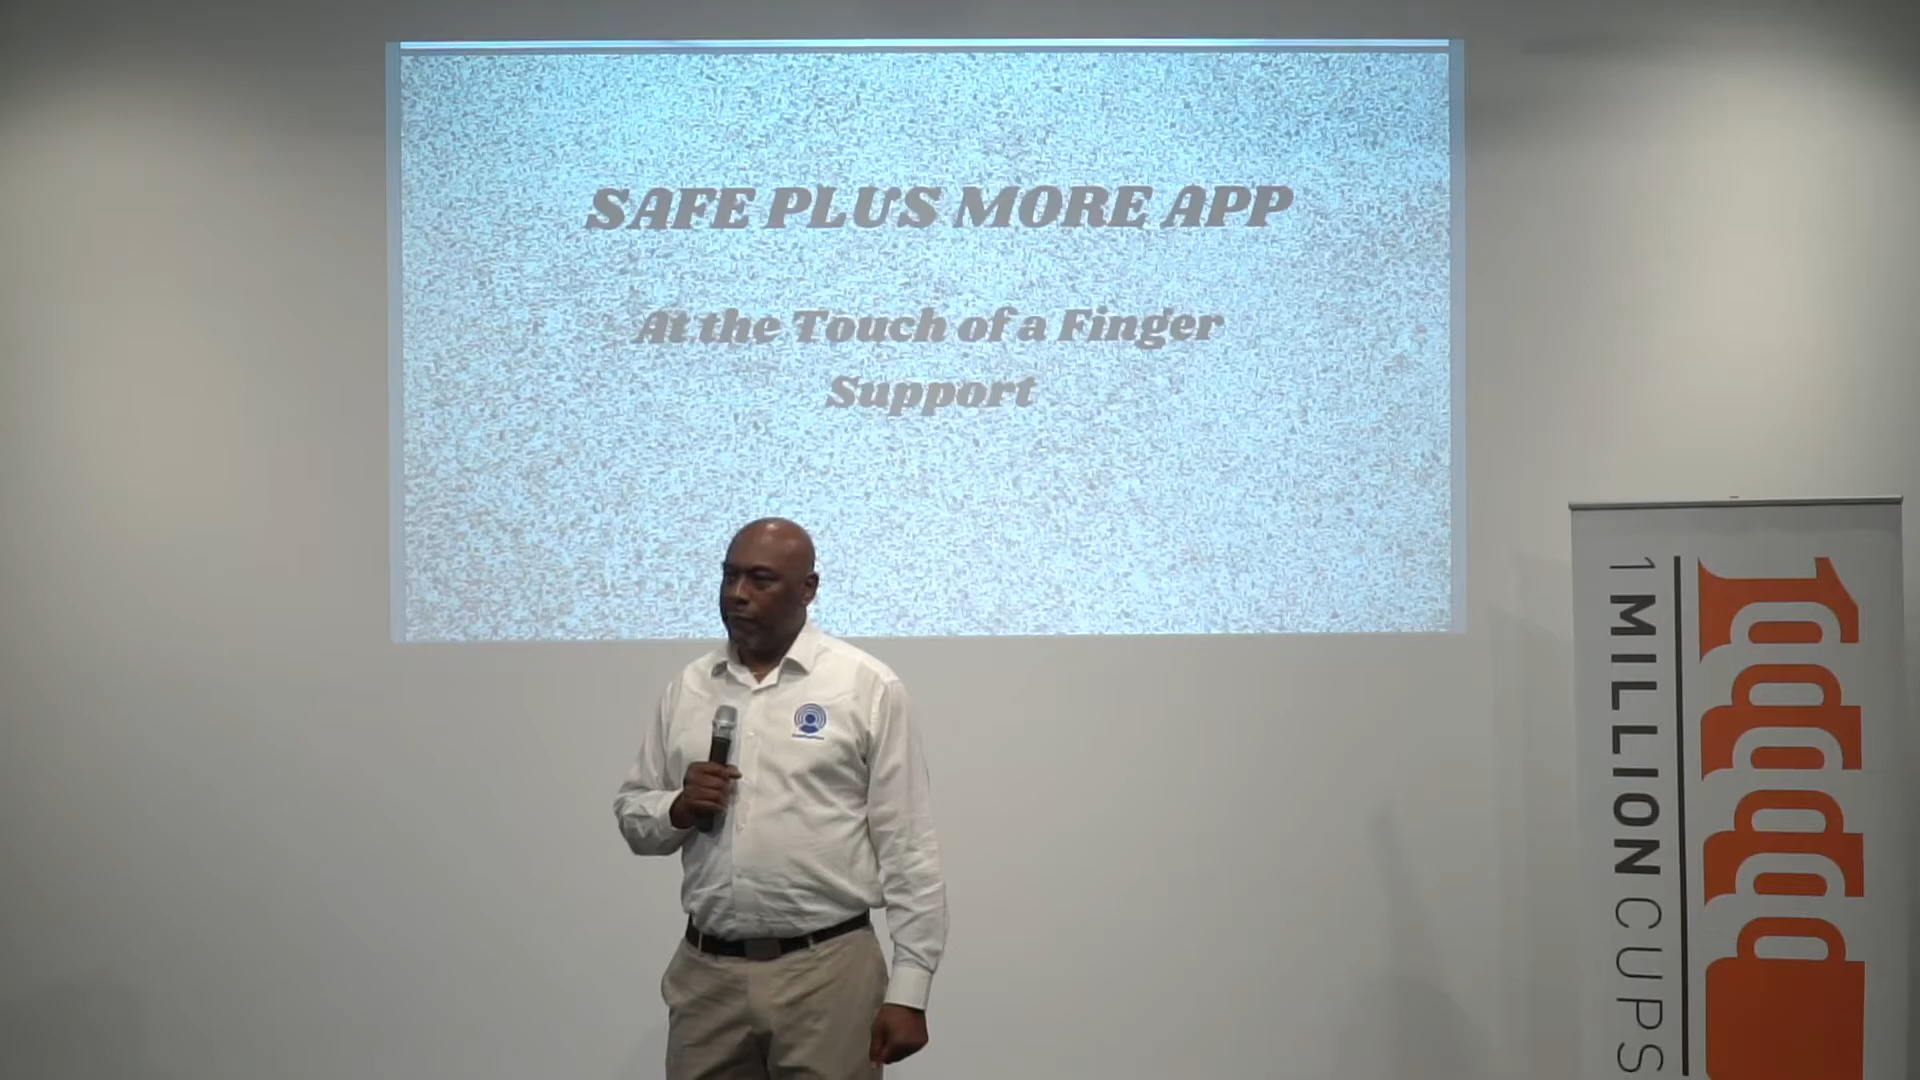 SAFE PLUS MORE APP
At the Touch of a Finger
Support
1 MILLION CUPS